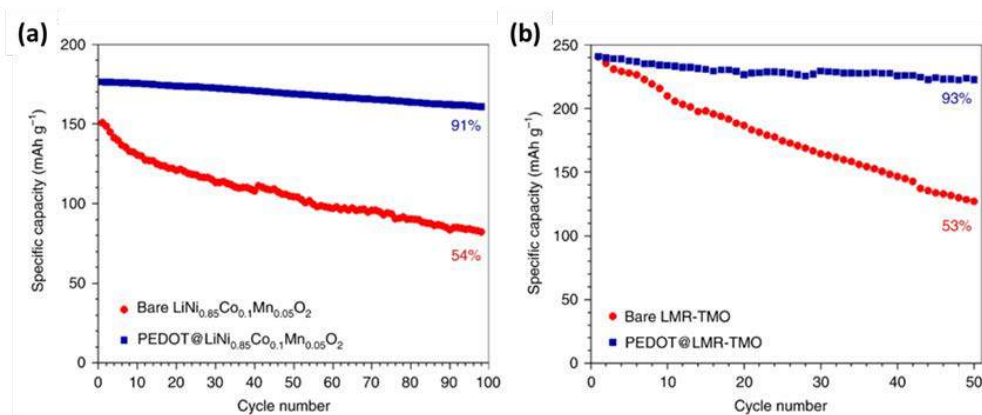 (a)
Specific capacity (mAh g⁻¹)
200
150
100
50
0
91%
54%
Bare LiNi₀.₈₅Co₀.₁Mn₀.₀₅O₂
PEDOT@LiNi₀.₈₅Co₀.₁Mn₀.₀₅O₂
0 10 20 30 40 50 60 70 80 90 100
Cycle number
(b)
Specific capacity (mAh g⁻¹)
250
200
150
100
50
0
93%
53%
Bare LMR-TMO
PEDOT@LMR-TMO
0 10 20 30 40 50
Cycle number